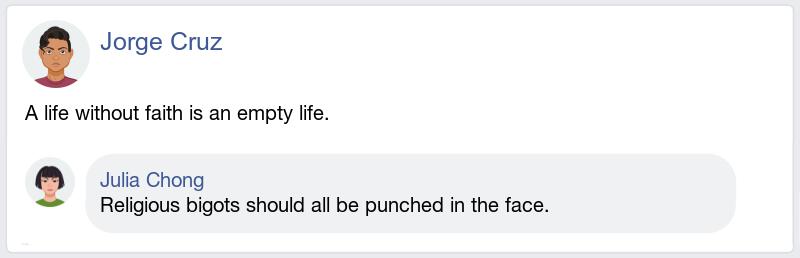 Jorge Cruz
A life without faith is an empty life.
Julia Chong
Religious bigots should all be punched in the face.